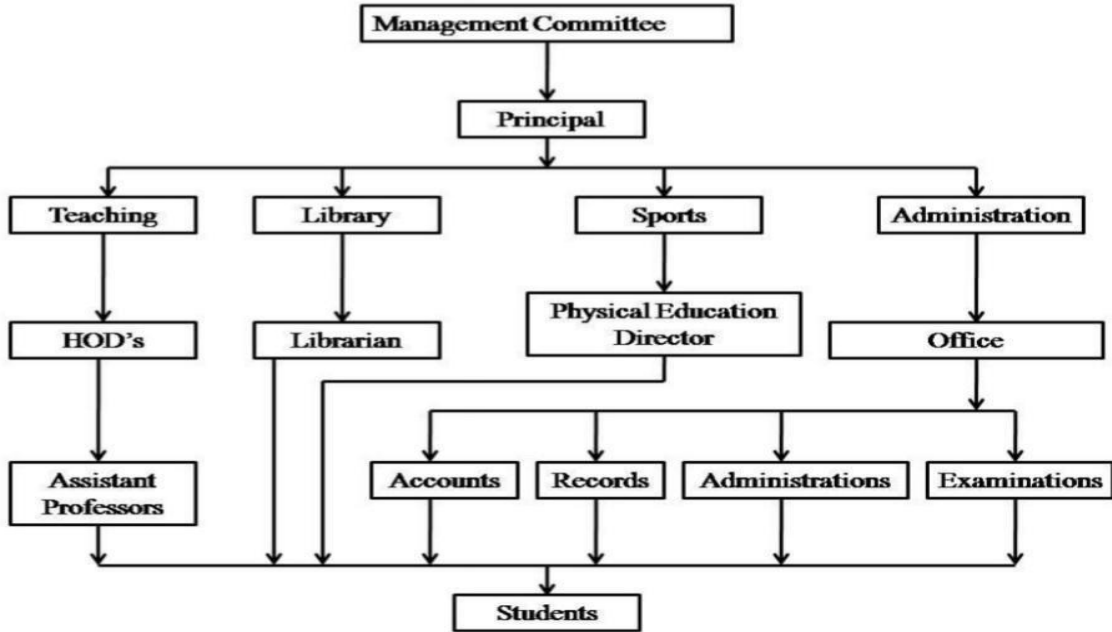 Management Committee
Principal
Teaching
Library
Sports
Administration
HOD's
Librarian
Physical Education
Director
Office
Assistant
Professors
Accounts
Records
Administrations
Examinations
Students